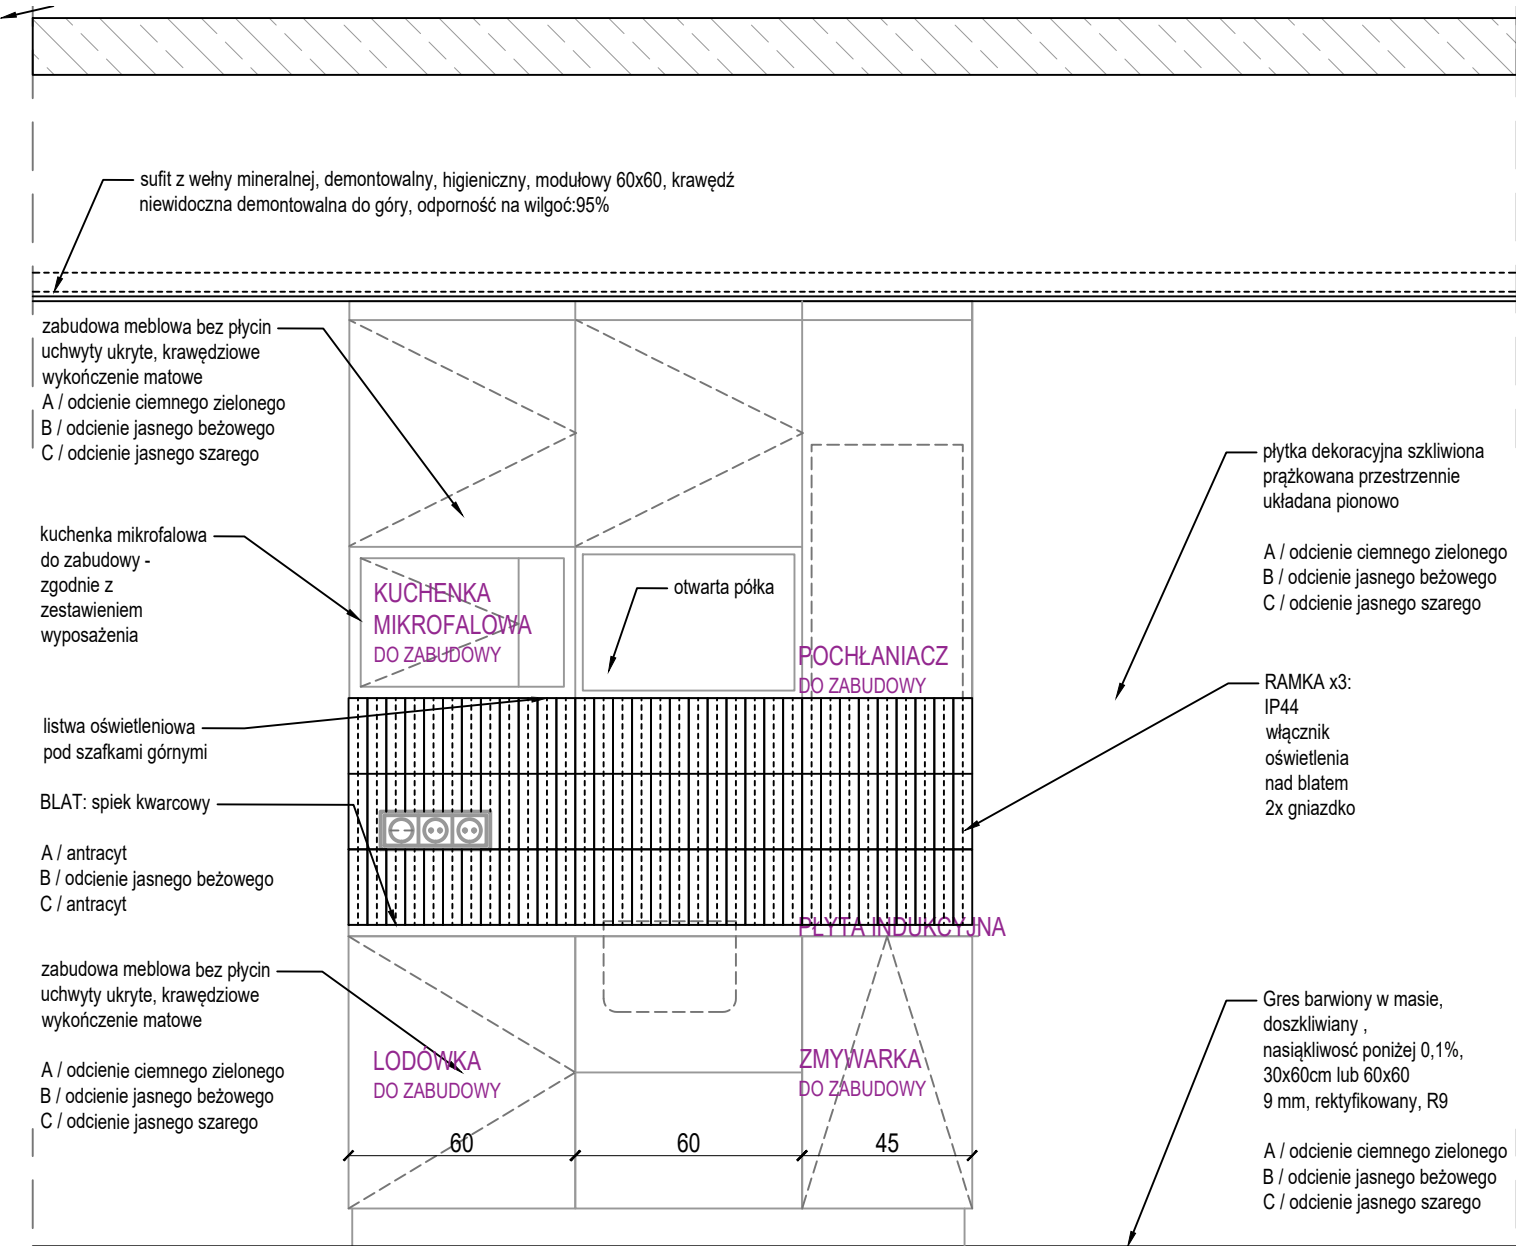 sufit z wełny mineralnej, demontowalny, higieniczny, modułowy 60x60, krawędź
niewidoczna demontowalna do góry, odporność na wilgoć:95%
zabudowa meblowa bez płycin
uchwyty ukryte, krawędziowe
wykończenie matowe
A / odcienie ciemnego zielonego
B / odcienie jasnego beżowego
C / odcienie jasnego szarego
kuchenka mikrofalowa
do zabudowy -
zgodnie z
zestawieniem
wyposażenia
listwa oświetleniowa
pod szafkami górnymi
BLAT: spiek kwarcowy
A / antracyt
B / odcienie jasnego beżowego
C / antracyt
zabudowa meblowa bez płycin
uchwyty ukryte, krawędziowe
wykończenie matowe
A / odcienie ciemnego zielonego
B / odcienie jasnego beżowego
C / odcienie jasnego szarego
KUCHENKA
MIKROFALOWA
DO ZABUDOWY
otwarta półka
POCHŁANIACZ
DO ZABUDOWY
PŁYTA INDUKCYJNA
LODÓWKA
DO ZABUDOWY
ZMYWARKA
DO ZABUDOWY
60
60
45
płytka dekoracyjna szkliwiona
prążkowana przestrzennie
układana pionowo
A / odcienie ciemnego zielonego
B / odcienie jasnego beżowego
C / odcienie jasnego szarego
RAMKA x3:
IP44
włącznik
oświetlenia
nad blatem
2x gniazdko
Gres barwiony w masie,
doszkliwiany ,
nasiąkliwosć poniżej 0,1%,
30x60cm lub 60x60
9 mm, rektyfikowany, R9
A / odcienie ciemnego zielonego
B / odcienie jasnego beżowego
C / odcienie jasnego szarego